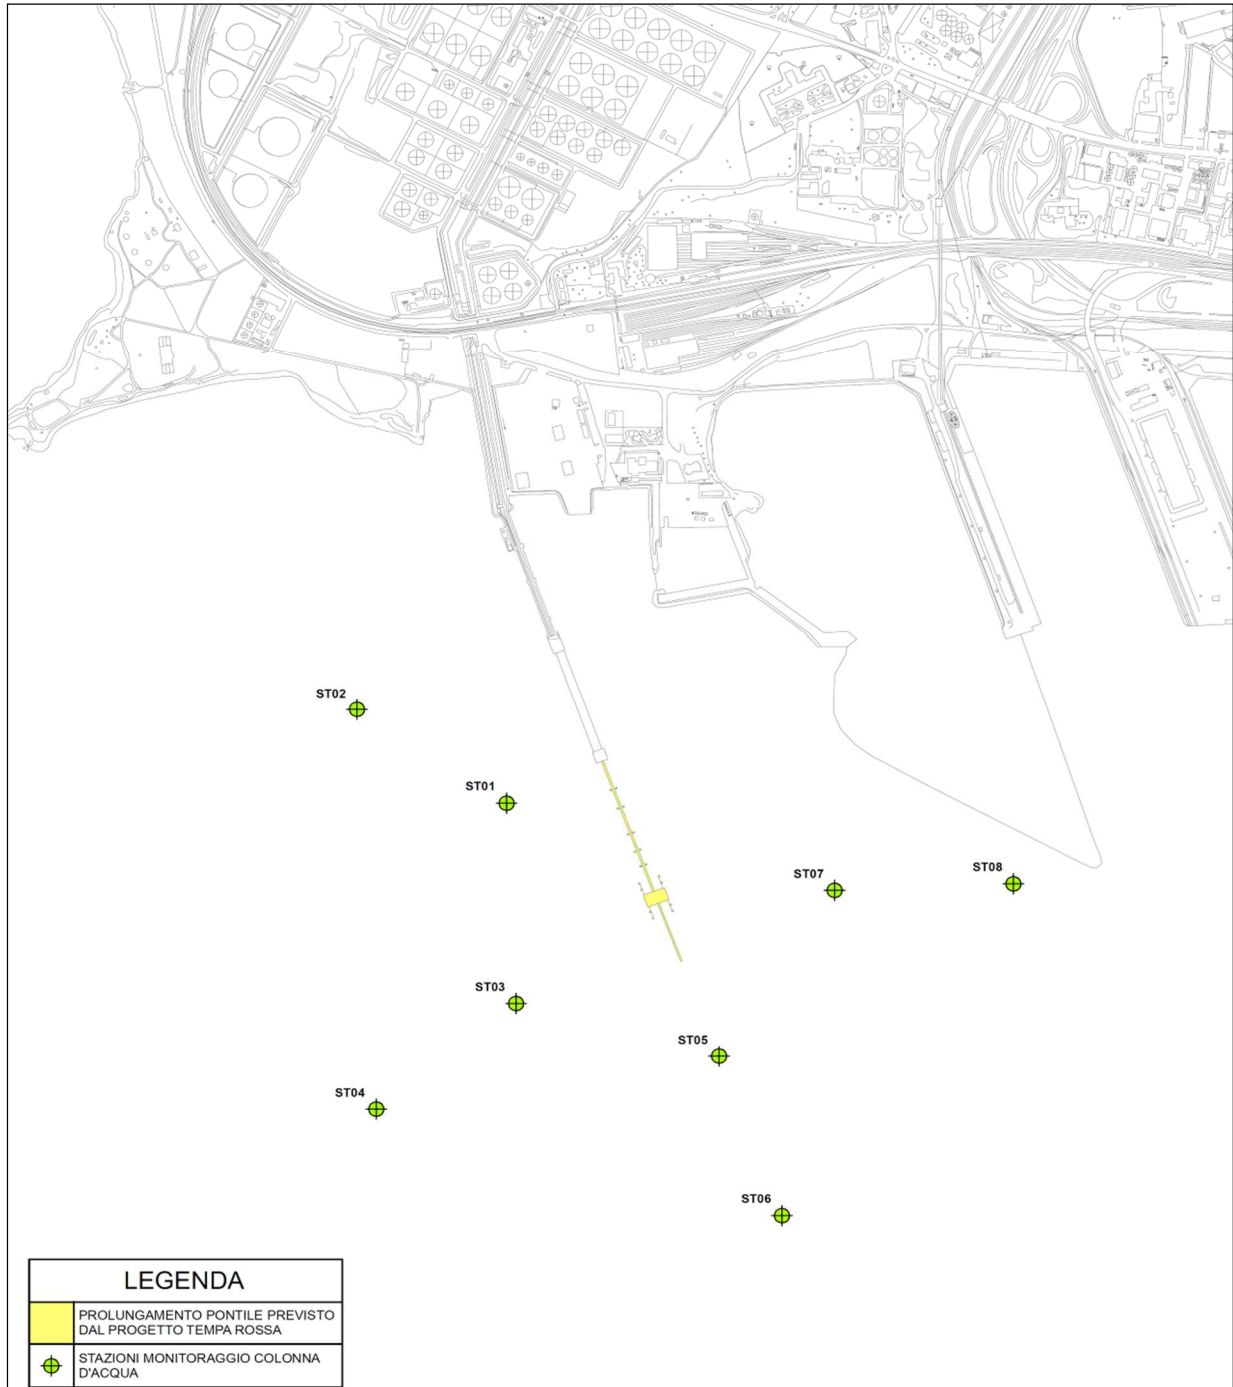 ST02
ST01
ST07
ST08
ST03
ST05
ST04
ST06
LEGENDA
PROLUNGAMENTO PONTILE PREVISTO
DAL PROGETTO TEMPA ROSSA
STAZIONI MONITORAGGIO COLONNA
D'ACQUA